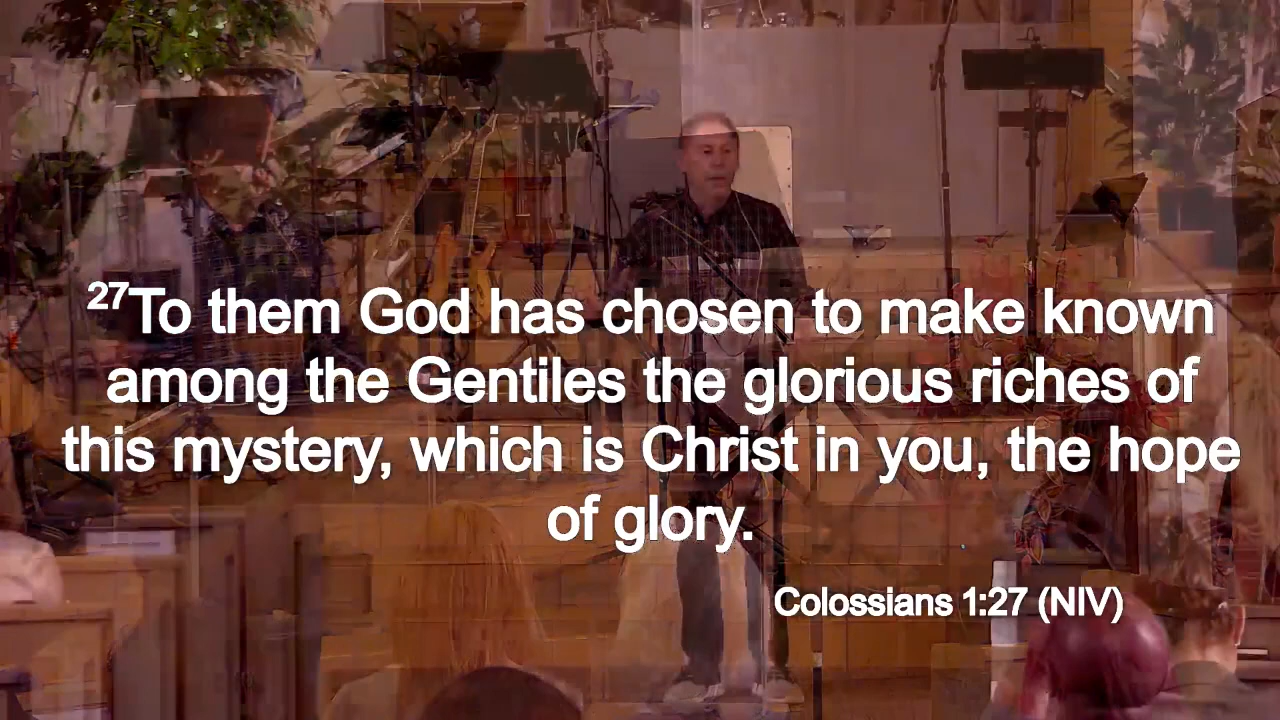 27To them God has chosen to make known
among the Gentiles the glorious riches of
this mystery, which is Christ in you, the hope
of glory.
Colossians 1:27 (NIV)